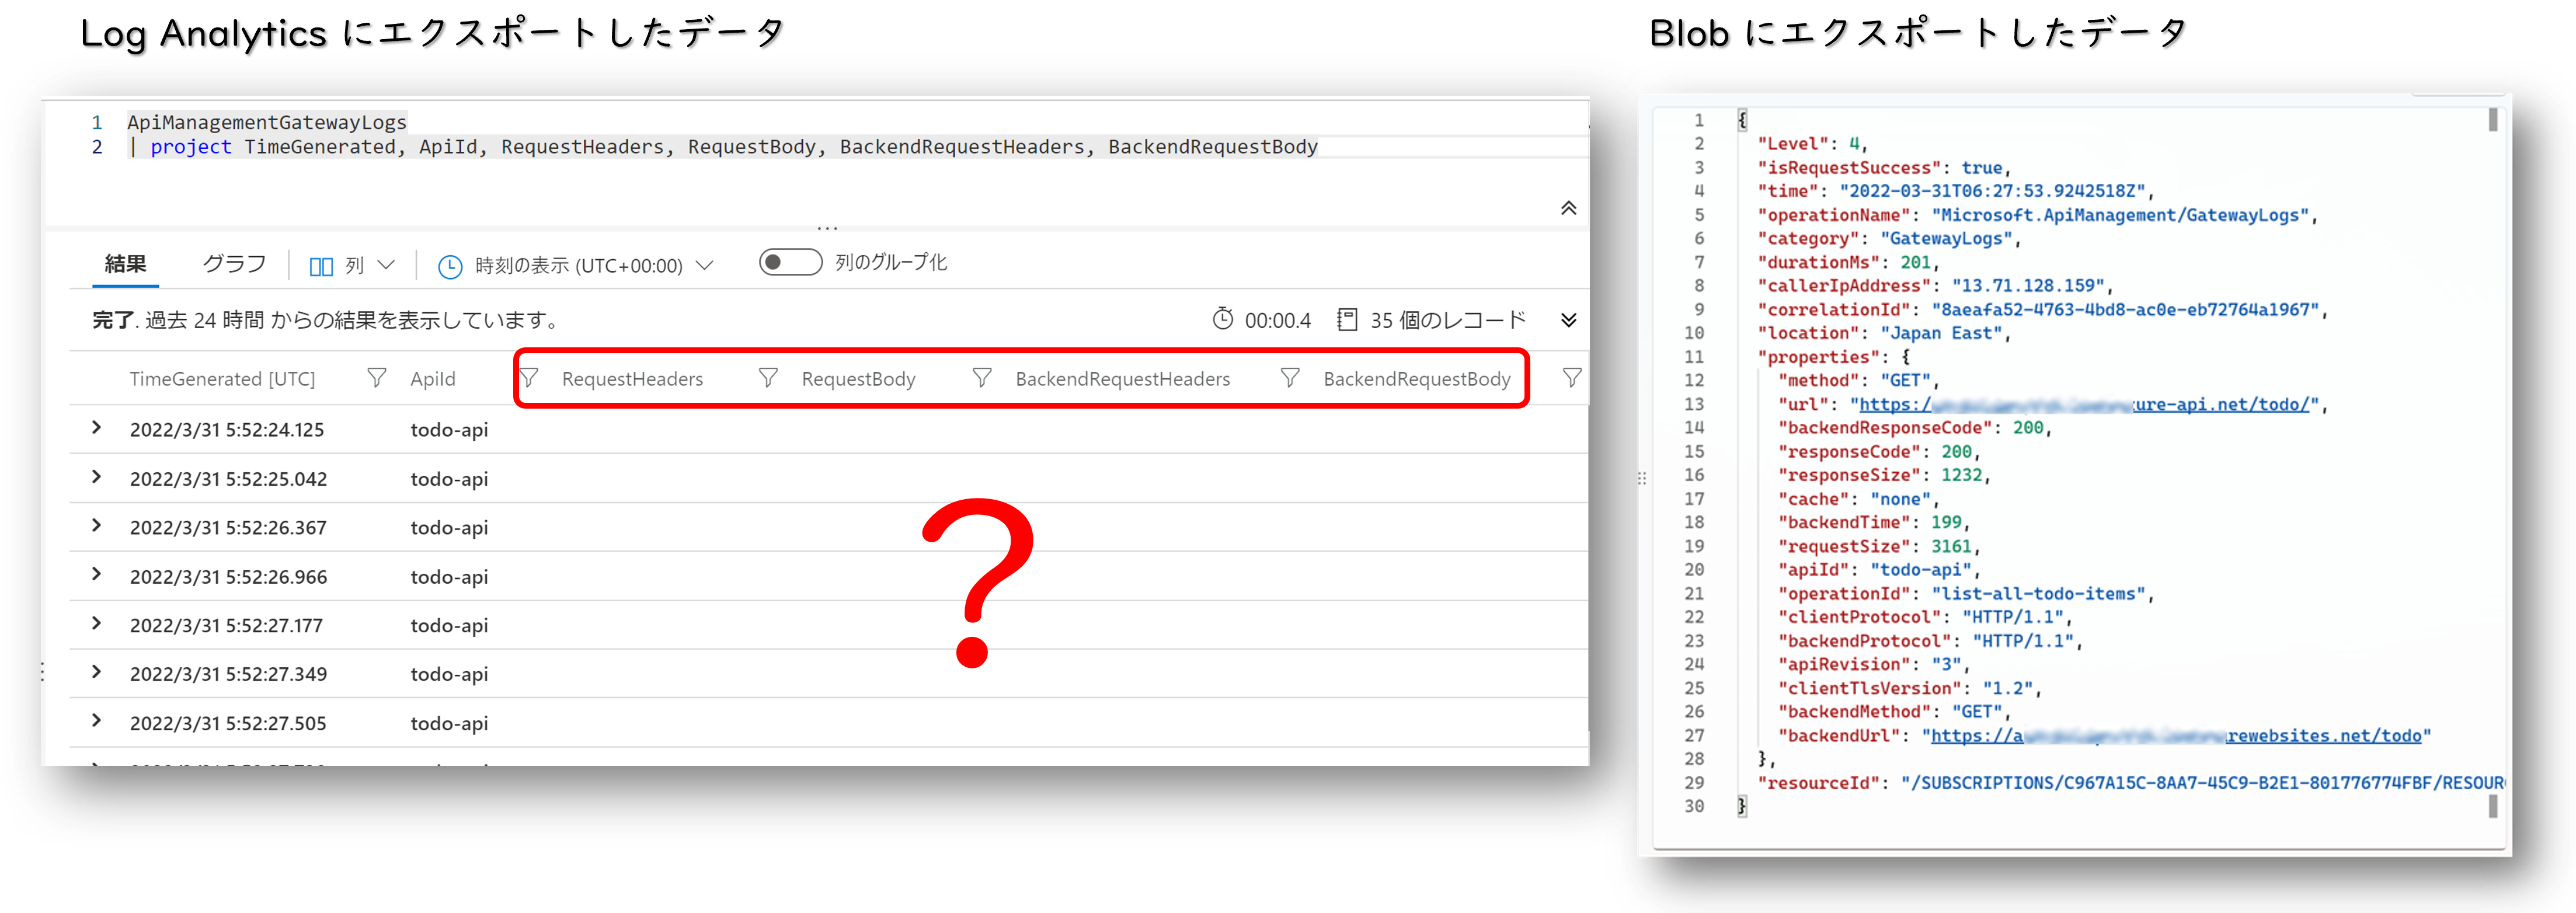 Log Analytics にエクスポートしたデータ
1 ApiManagementGatewayLogs
2 | project TimeGenerated, ApiId, RequestHeaders, RequestBody, BackendRequestHeaders, BackendRequestBody
結果 グラフ 列 時刻の表示 (UTC+00:00) 列のグループ化
完了. 過去 24 時間 からの結果を表示しています。 00:00.4 35 個のレコード
TimeGenerated [UTC] ApiId RequestHeaders RequestBody BackendRequestHeaders BackendRequestBody
2022/3/31 5:52:24.125 todo-api
2022/3/31 5:52:25.042 todo-api
2022/3/31 5:52:26.367 todo-api
2022/3/31 5:52:26.966 todo-api
2022/3/31 5:52:27.177 todo-api
2022/3/31 5:52:27.349 todo-api
2022/3/31 5:52:27.505 todo-api
?
Blob にエクスポートしたデータ
1 {
2 "Level": 4,
3 "isRequestSuccess": true,
4 "time": "2022-03-31T06:27:53.9242518Z",
5 "operationName": "Microsoft.ApiManagement/GatewayLogs",
6 "category": "GatewayLogs",
7 "durationMs": 201,
8 "callerIpAddress": "13.71.128.159",
9 "correlationId": "8aeafa52-4763-4bd8-ac0e-eb72764a1967",
10 "location": "Japan East",
11 "properties": {
12 "method": "GET",
13 "url": "https:/ ure-api.net/todo/",
14 "backendResponseCode": 200,
15 "responseCode": 200,
16 "responseSize": 1232,
17 "cache": "none",
18 "backendTime": 199,
19 "requestSize": 3161,
20 "apiId": "todo-api",
21 "operationId": "list-all-todo-items",
22 "clientProtocol": "HTTP/1.1",
23 "backendProtocol": "HTTP/1.1",
24 "apiRevision": "3",
25 "clientTlsVersion": "1.2",
26 "backendMethod": "GET",
27 "backendUrl": "https://a rewebsites.net/todo"
28 },
29 "resourceId": "/SUBSCRIPTIONS/C967A15C-8AA7-45C9-B2E1-801776774FBF/RESOUR
30 }